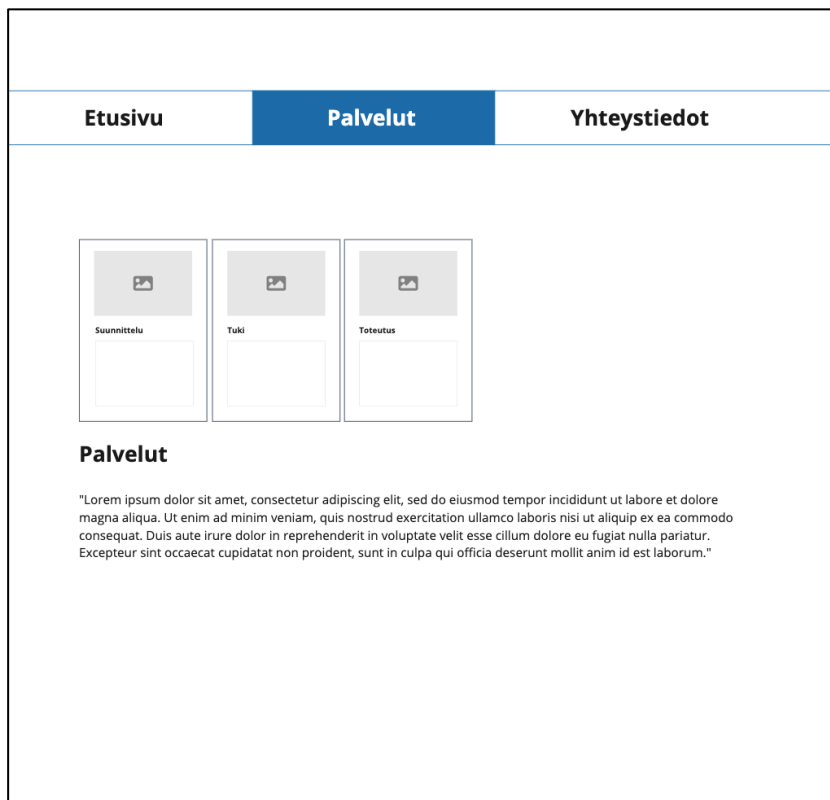 Etusivu Palvelut Yhteystiedot
Suunnittelu Tuki Toteutus
Palvelut
"Lorem ipsum dolor sit amet, consectetur adipiscing elit, sed do eiusmod tempor incididunt ut labore et dolore
magna aliqua. Ut enim ad minim veniam, quis nostrud exercitation ullamco laboris nisi ut aliquip ex ea commodo
consequat. Duis aute irure dolor in reprehenderit in voluptate velit esse cillum dolore eu fugiat nulla pariatur.
Excepteur sint occaecat cupidatat non proident, sunt in culpa qui officia deserunt mollit anim id est laborum."